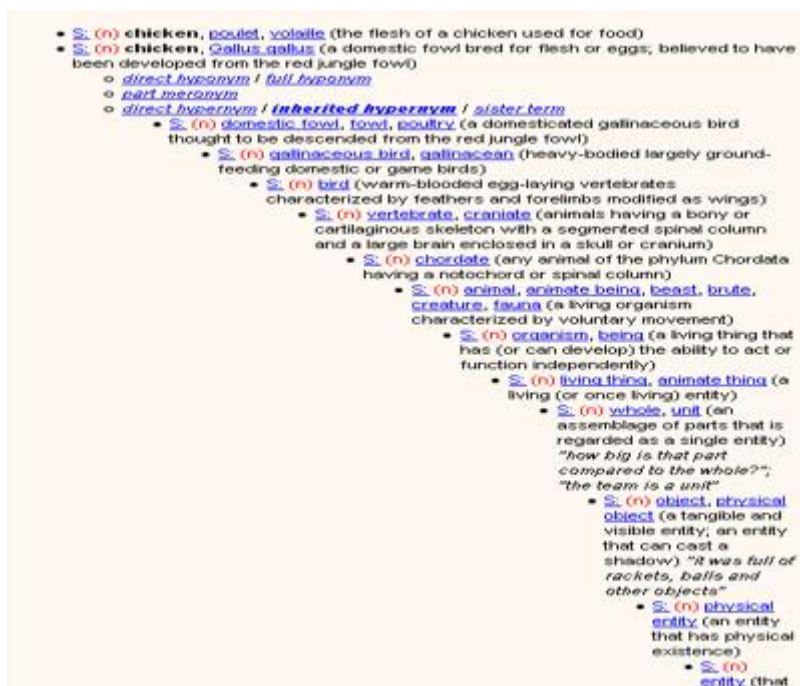 • S: (n) chicken, poulet, volaille (the flesh of a chicken used for food)
• S: (n) chicken, Gallus gallus (a domestic fowl bred for flesh or eggs; believed to have
been developed from the red jungle fowl)
o direct hyponym / full hyponym
o part meronym
o direct hypernym / inherited hypernym / sister term
• S: (n) domestic fowl, fowl, poultry (a domesticated gallinaceous bird
thought to be descended from the red jungle fowl)
• S: (n) gallinaceous bird, gallinacean (heavy-bodied largely ground-
feeding domestic or game birds)
• S: (n) bird (warm-blooded egg-laying vertebrates
characterized by feathers and forelimbs modified as wings)
• S: (n) vertebrate, craniate (animals having a bony or
cartilaginous skeleton with a segmented spinal column
and a large brain enclosed in a skull or cranium)
• S: (n) chordate (any animal of the phylum Chordata
having a notochord or spinal column)
• S: (n) animal, animate being, beast, brute,
creature, fauna (a living organism
characterized by voluntary movement)
• S: (n) organism, being (a living thing that
has (or can develop) the ability to act or
function independently)
• S: (n) living thing, animate thing (a
living (or once living) entity)
• S: (n) whole, unit (an
assemblage of parts that is
regarded as a single entity)
"how big is that part
compared to the whole?";
"the team is a unit"
• S: (n) object, physical
object (a tangible and
visible entity; an entity
that can cast a
shadow) "it was full of
rackets, balls and
other objects"
• S: (n) physical
entity (an entity
that has physical
existence)
• S: (n)
entity (that